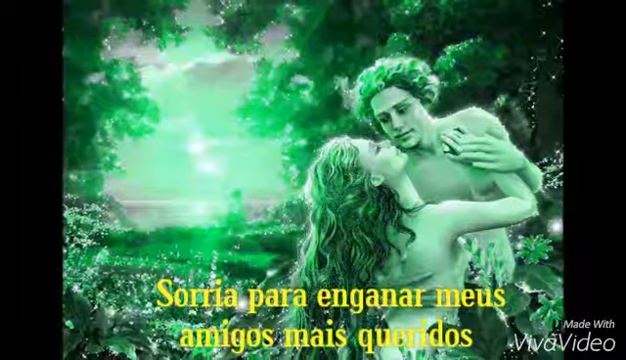 Sorria para enganar meus
amigos mais queridos
Made With
VivaVideo